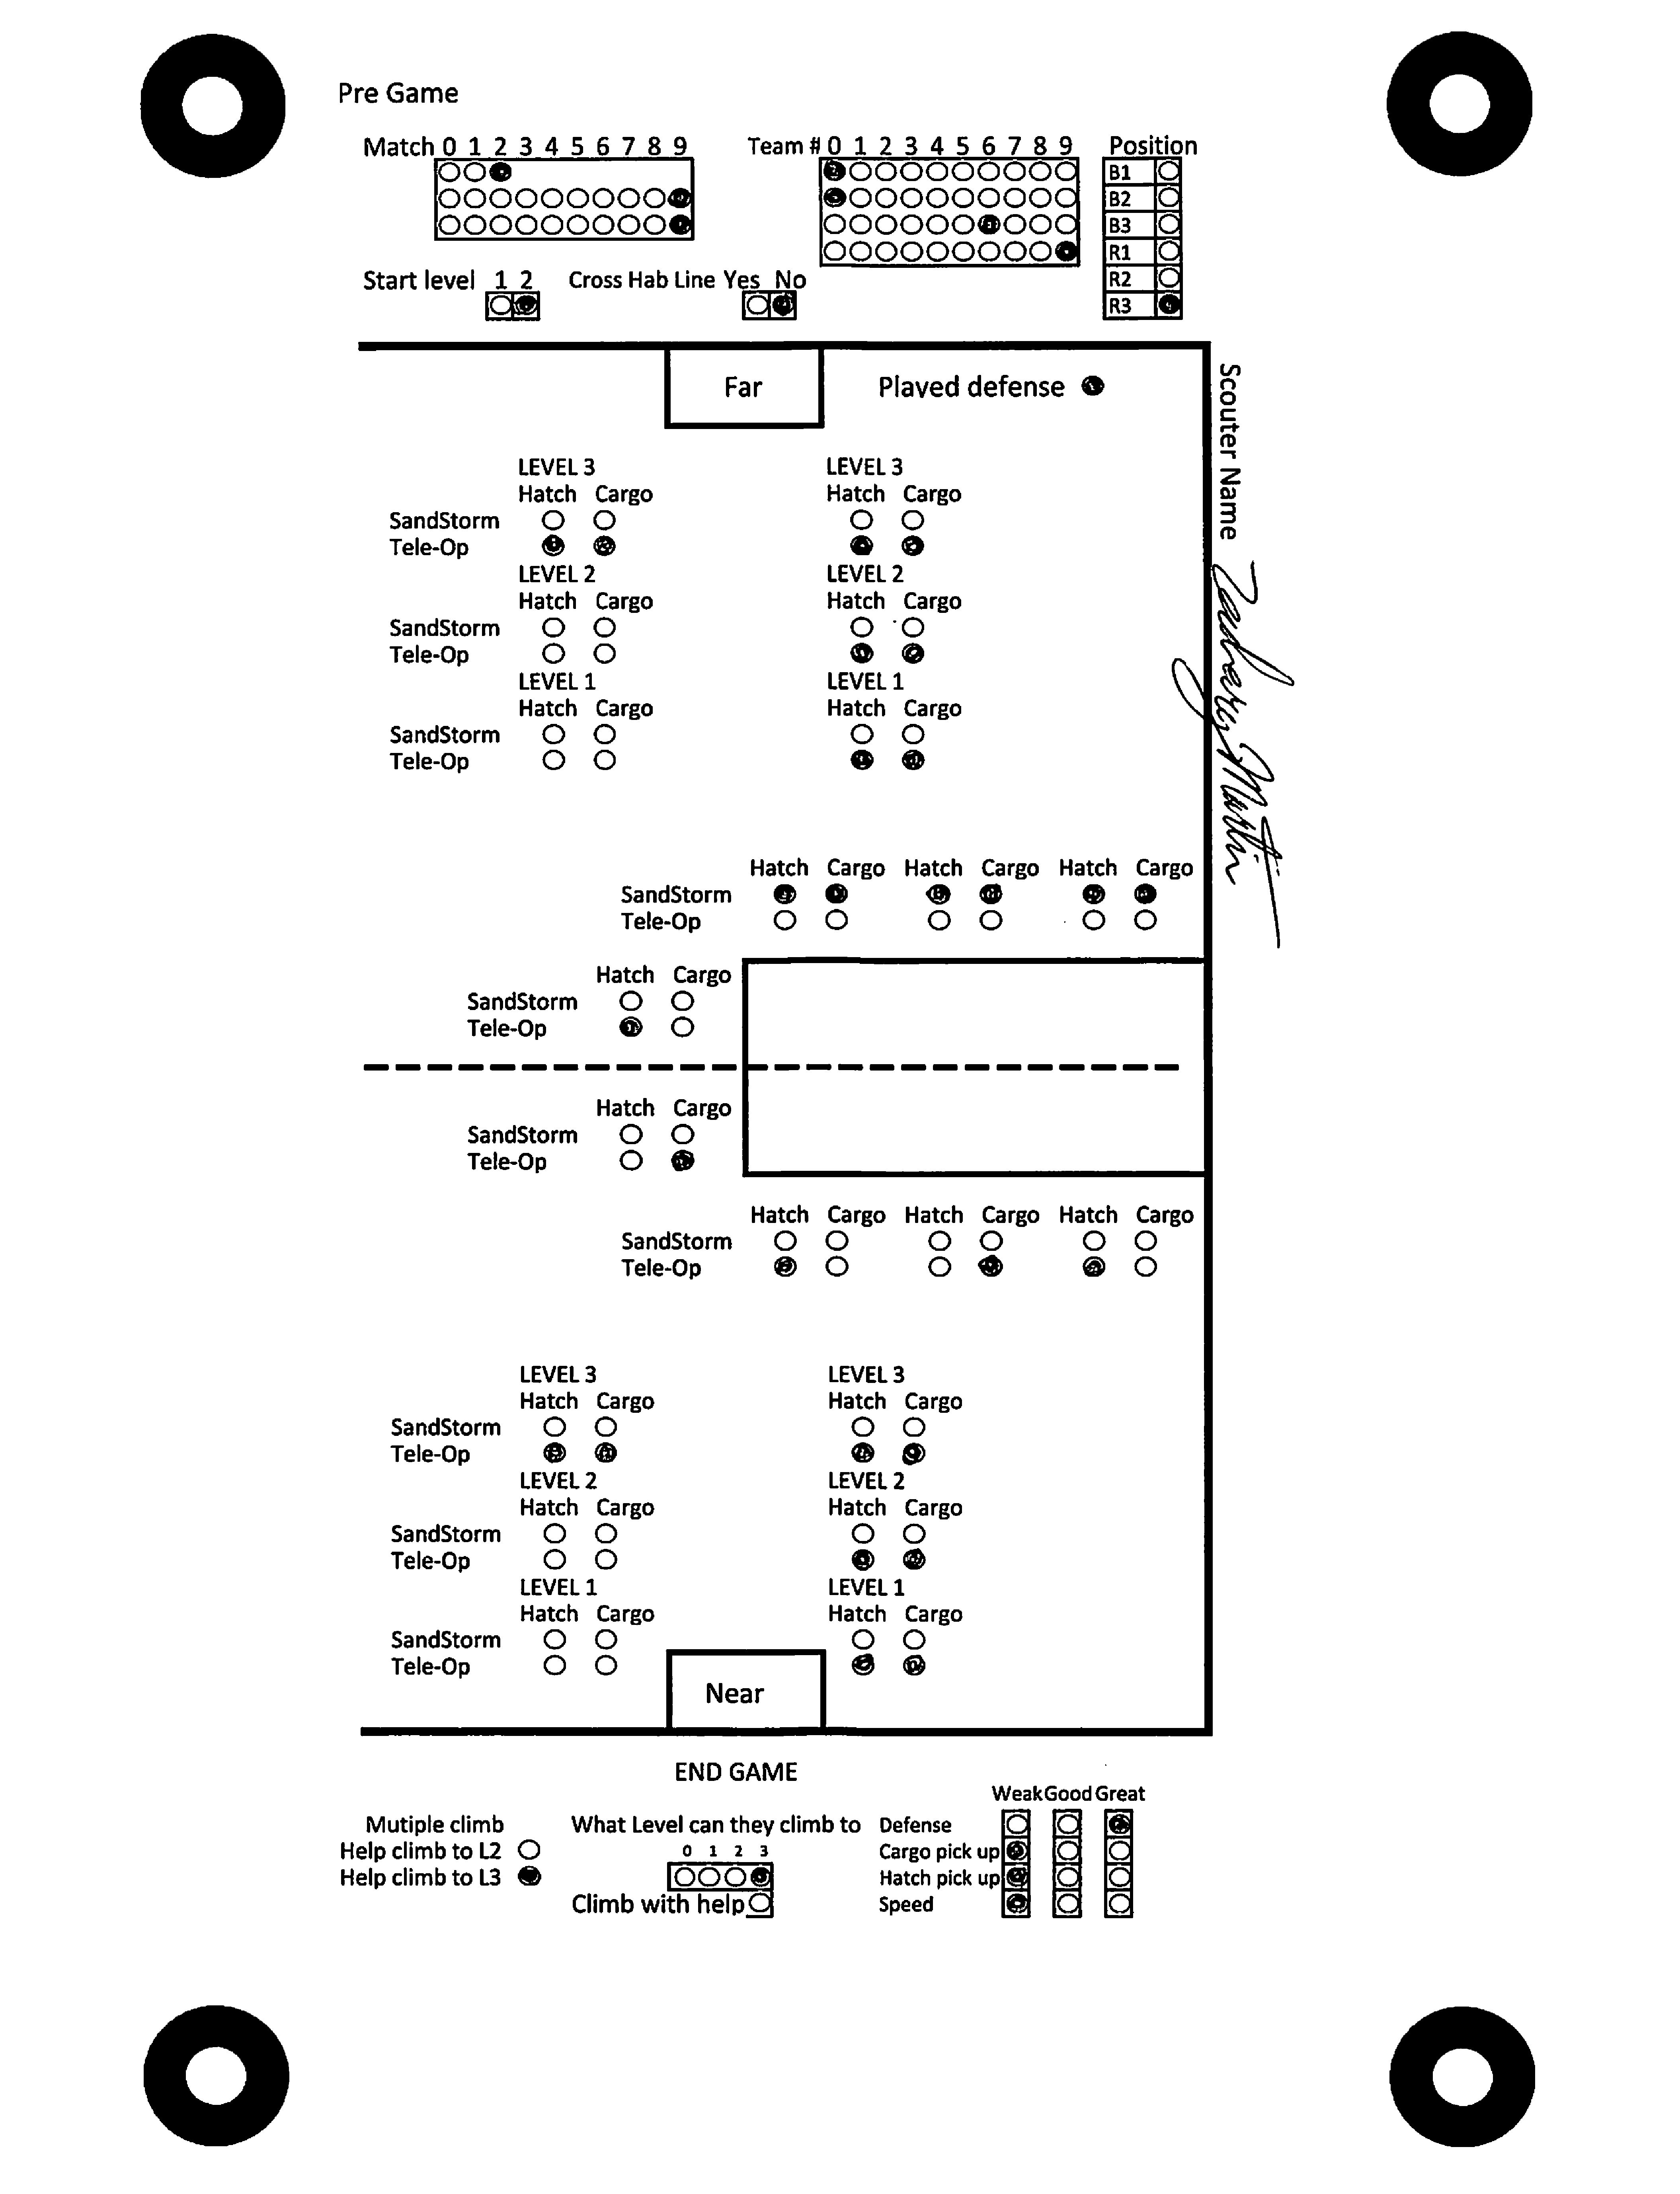 Pre Game
Match 0 1 2 3 4 5 6 7 8 9
Team # 0 1 2 3 4 5 6 7 8 9
Position
B1
B2
B3
R1
R2
R3
Start level 1 2
Cross Hab Line Yes No
Far
Played defense
Scouter Name
Zachery Martin
LEVEL 3 LEVEL 3
Hatch Cargo Hatch Cargo
SandStorm
Tele-Op
LEVEL 2 LEVEL 2
Hatch Cargo Hatch Cargo
SandStorm
Tele-Op
LEVEL 1 LEVEL 1
Hatch Cargo Hatch Cargo
SandStorm
Tele-Op
Hatch Cargo Hatch Cargo Hatch Cargo
SandStorm
Tele-Op
Hatch Cargo
SandStorm
Tele-Op
Hatch Cargo
SandStorm
Tele-Op
Hatch Cargo Hatch Cargo Hatch Cargo
SandStorm
Tele-Op
LEVEL 3 LEVEL 3
Hatch Cargo Hatch Cargo
SandStorm
Tele-Op
LEVEL 2 LEVEL 2
Hatch Cargo Hatch Cargo
SandStorm
Tele-Op
LEVEL 1 LEVEL 1
Hatch Cargo Hatch Cargo
SandStorm
Tele-Op
Near
END GAME
Mutiple climb
Help climb to L2
Help climb to L3
What Level can they climb to
0 1 2 3
Climb with help
Weak Good Great
Defense
Cargo pick up
Hatch pick up
Speed